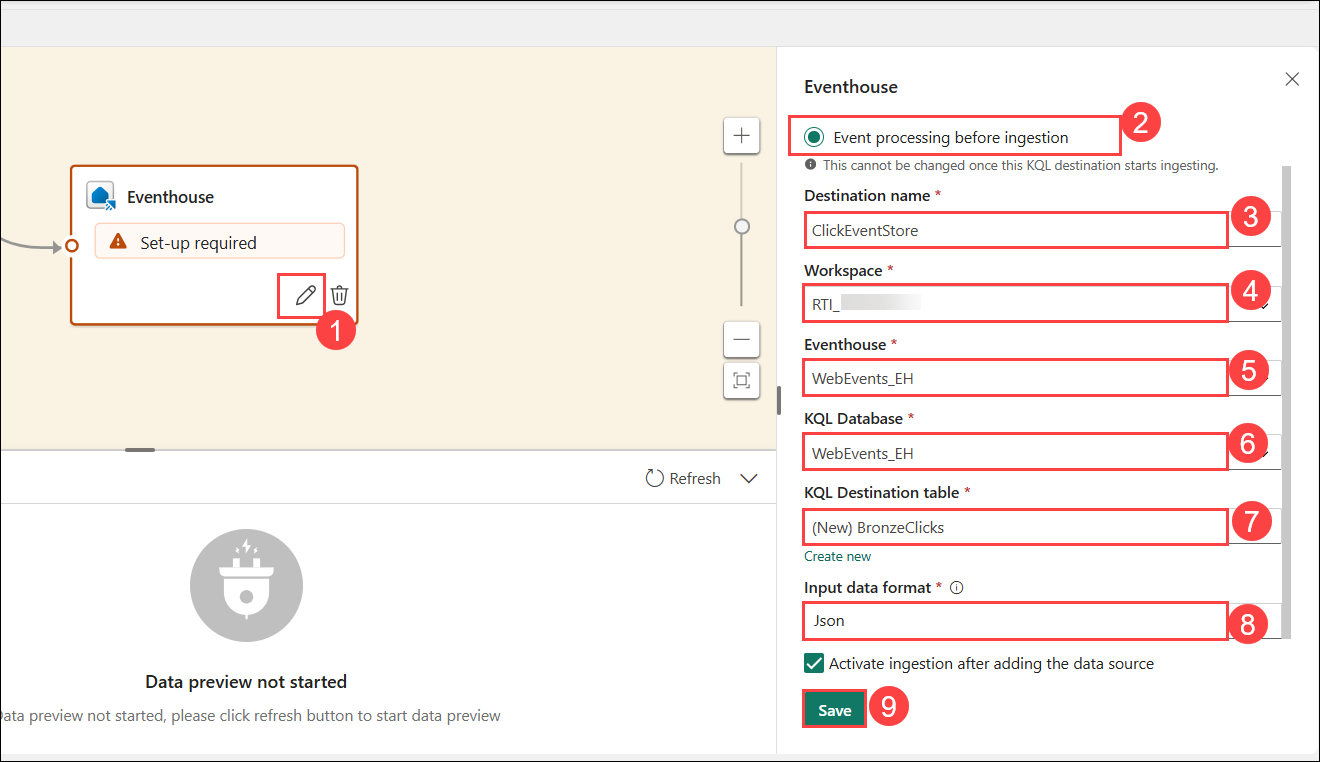 Eventhouse
Set-up required
1
Refresh
Data preview not started
Data preview not started, please click refresh button to start data preview
Eventhouse
Event processing before ingestion
2
This cannot be changed once this KQL destination starts ingesting.
Destination name *
ClickEventStore
3
Workspace *
RTI_
4
Eventhouse *
WebEvents_EH
5
KQL Database *
WebEvents_EH
6
KQL Destination table *
(New) BronzeClicks
7
Create new
Input data format *
Json
8
Activate ingestion after adding the data source
Save
9